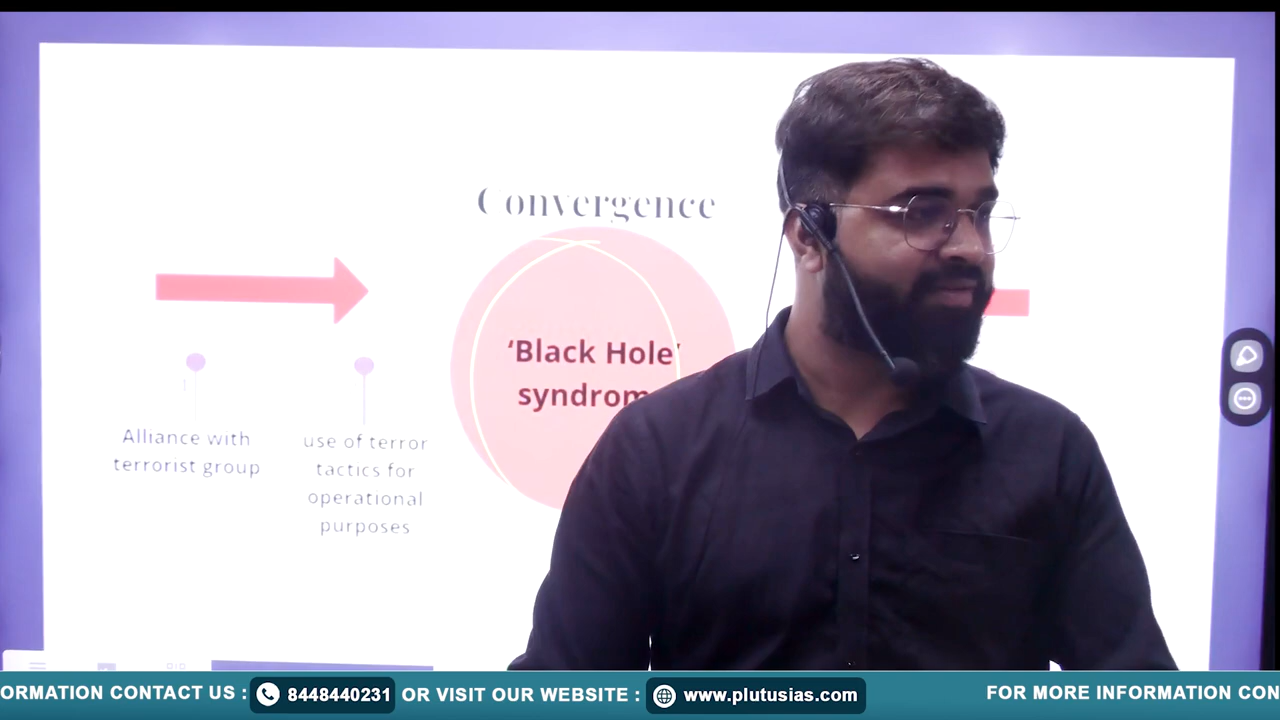 Convergence
'Black Hole'
syndrom
Alliance with
terrorist group
use of terror
tactics for
operational
purposes
ORMATION CONTACT US : 8448440231 OR VISIT OUR WEBSITE : www.plutusias.com FOR MORE INFORMATION CON